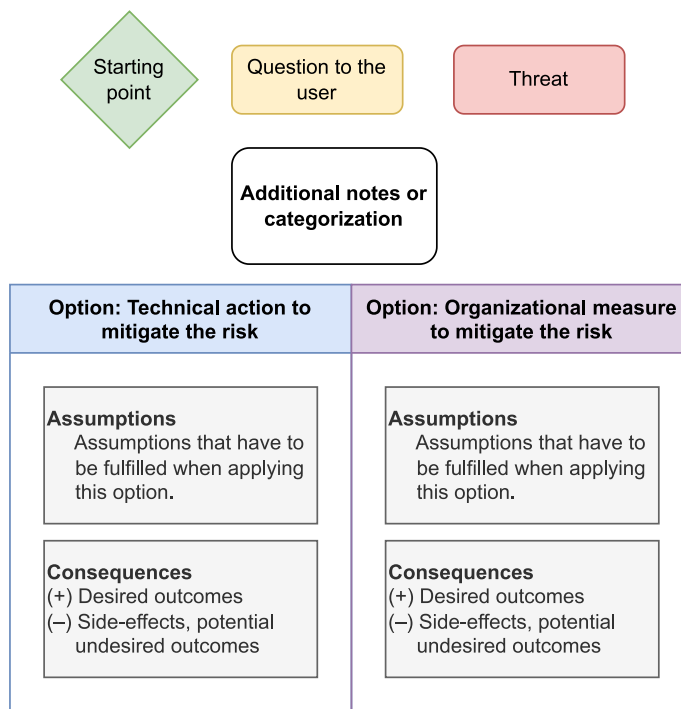 Starting
point
Question to the
user
Threat
Additional notes or
categorization
Option: Technical action to
mitigate the risk
Option: Organizational measure
to mitigate the risk
Assumptions
Assumptions that have to
be fulfilled when applying
this option.
Consequences
(+) Desired outcomes
(–) Side-effects, potential
undesired outcomes
Assumptions
Assumptions that have to
be fulfilled when applying
this option.
Consequences
(+) Desired outcomes
(–) Side-effects, potential
undesired outcomes